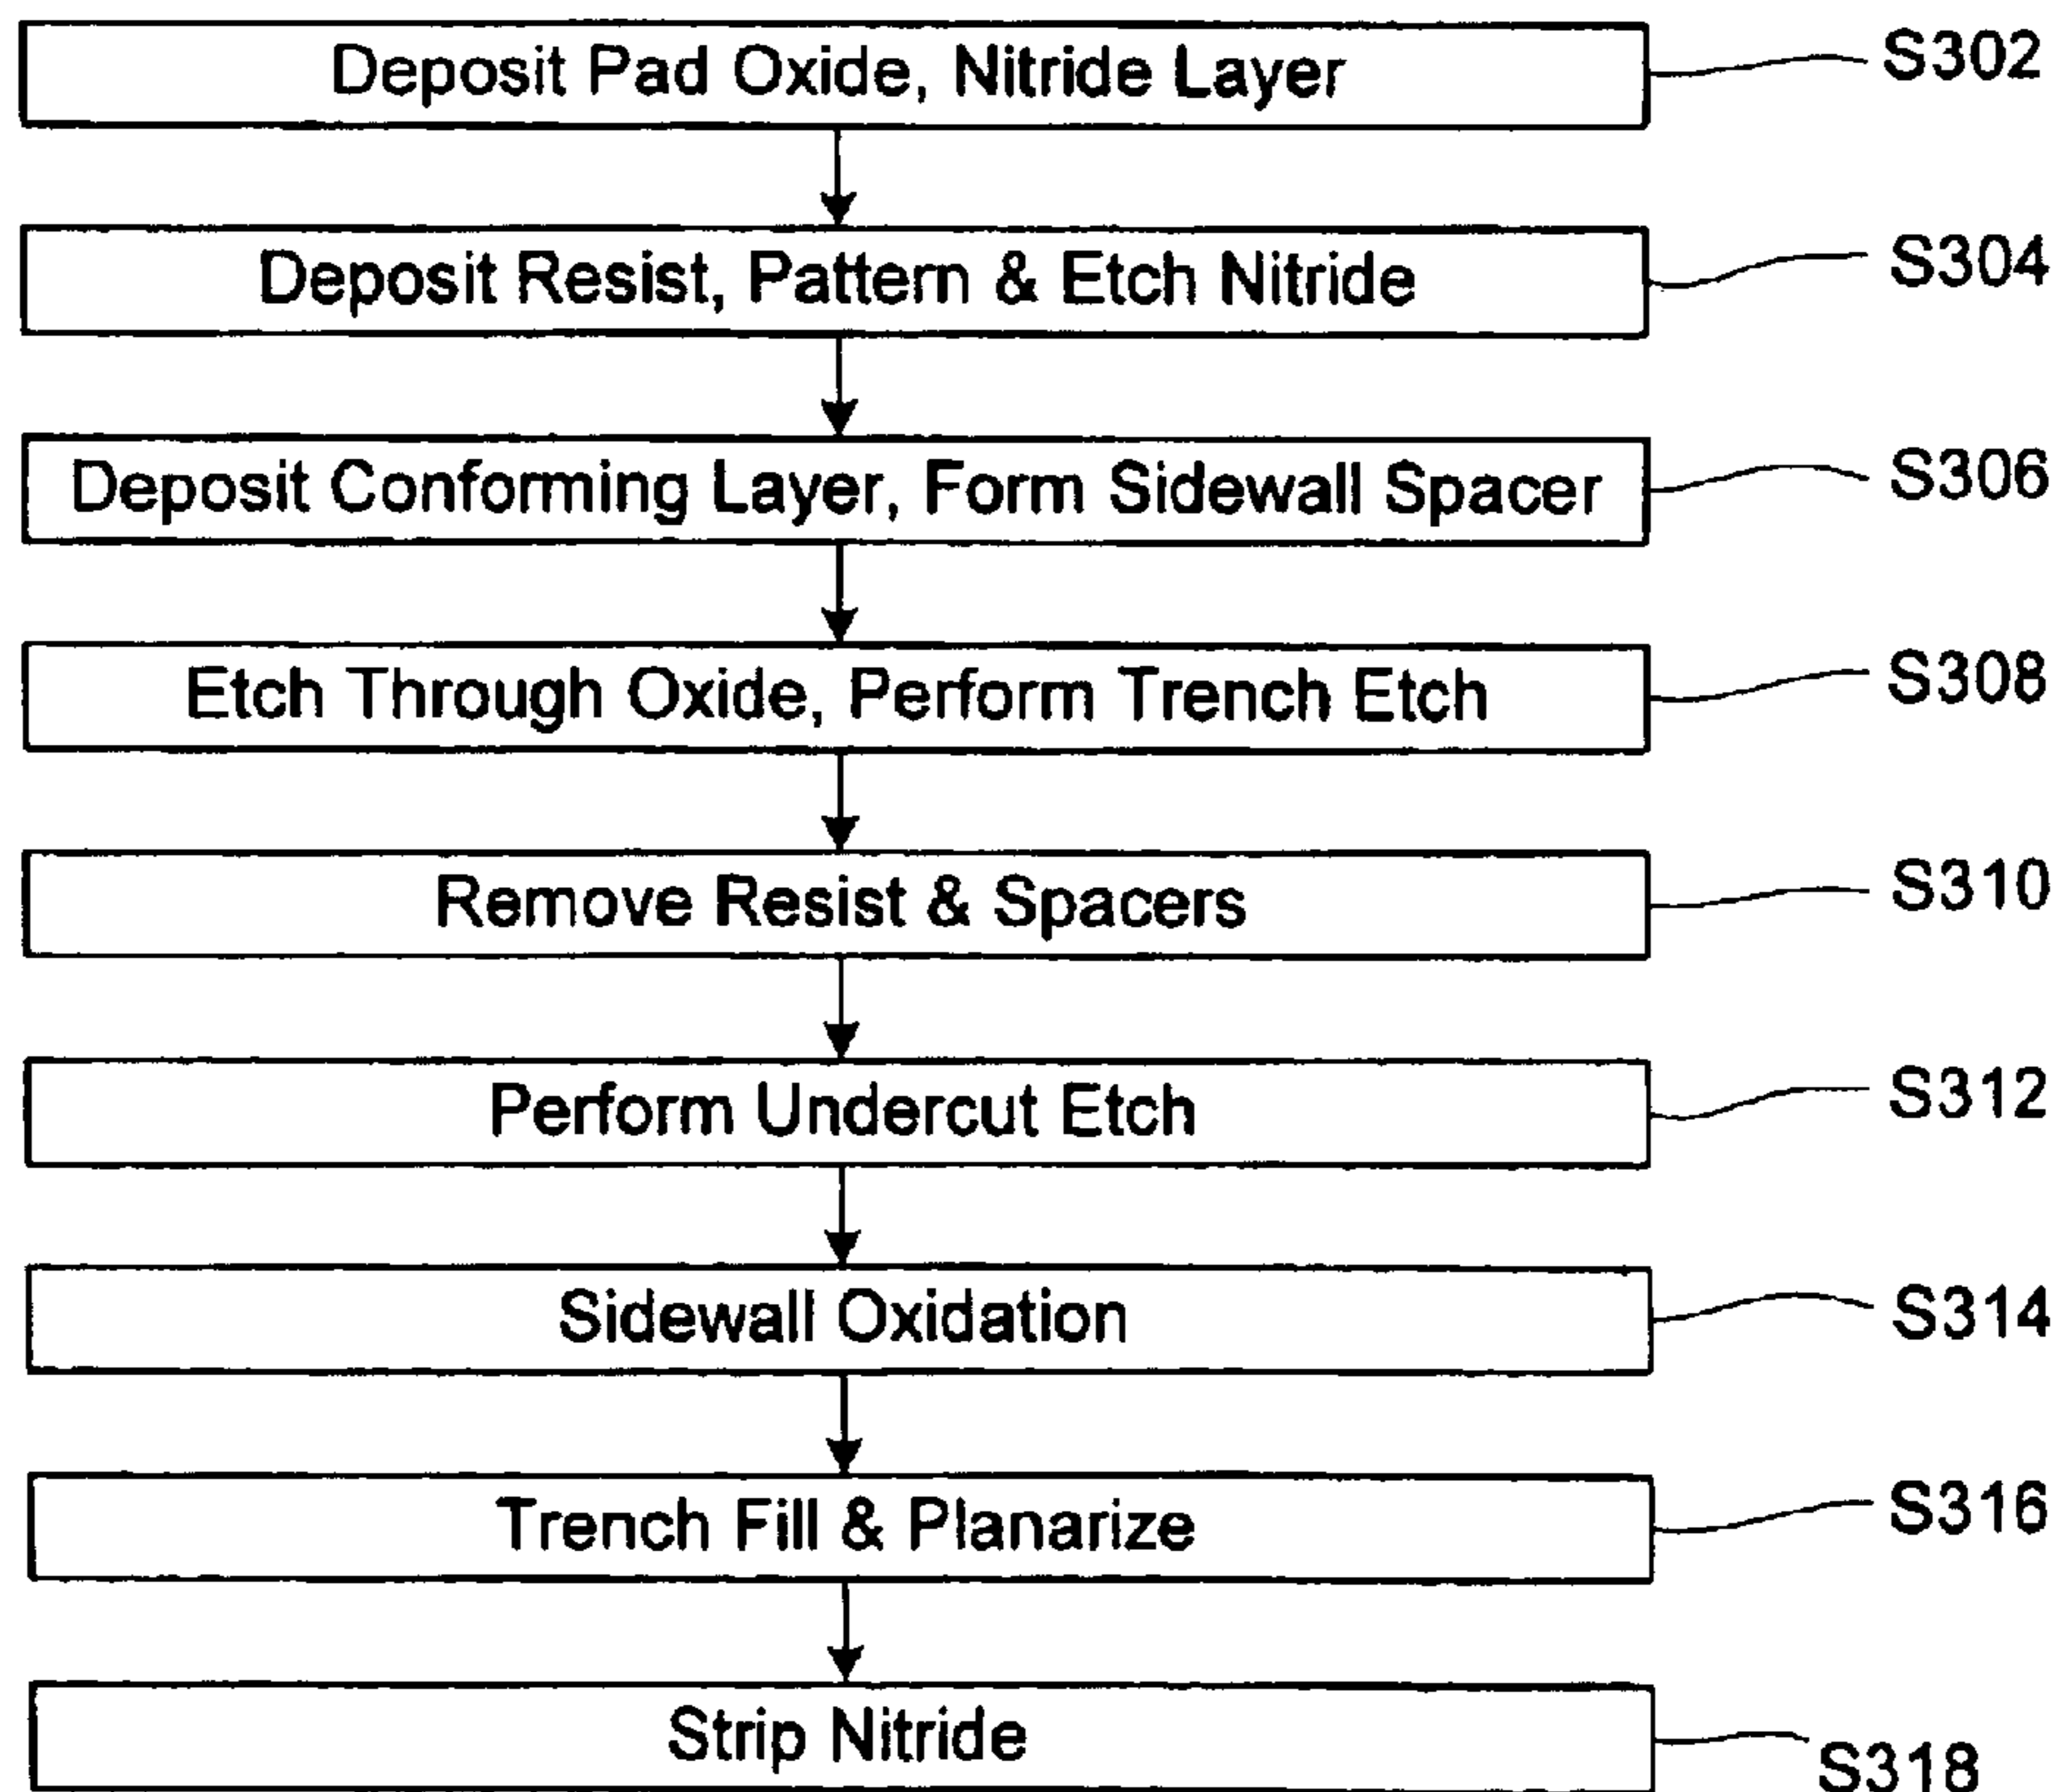 Deposit Pad Oxide, Nitride Layer S302
Deposit Resist, Pattern & Etch Nitride S304
Deposit Conforming Layer, Form Sidewall Spacer S306
Etch Through Oxide, Perform Trench Etch S308
Remove Resist & Spacers S310
Perform Undercut Etch S312
Sidewall Oxidation S314
Trench Fill & Planarize S316
Strip Nitride S318